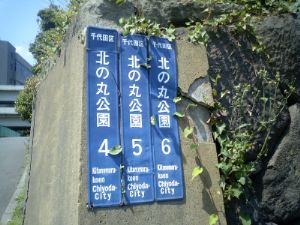 千代田区
北の丸公園
4
Kitanomaru-
koen
Chiyoda-
City
千代田区
北の丸公園
5
Kitanomaru-
koen
Chiyoda-
City
千代田区
北の丸公園
6
Kitanomaru-
koen
Chiyoda-
City